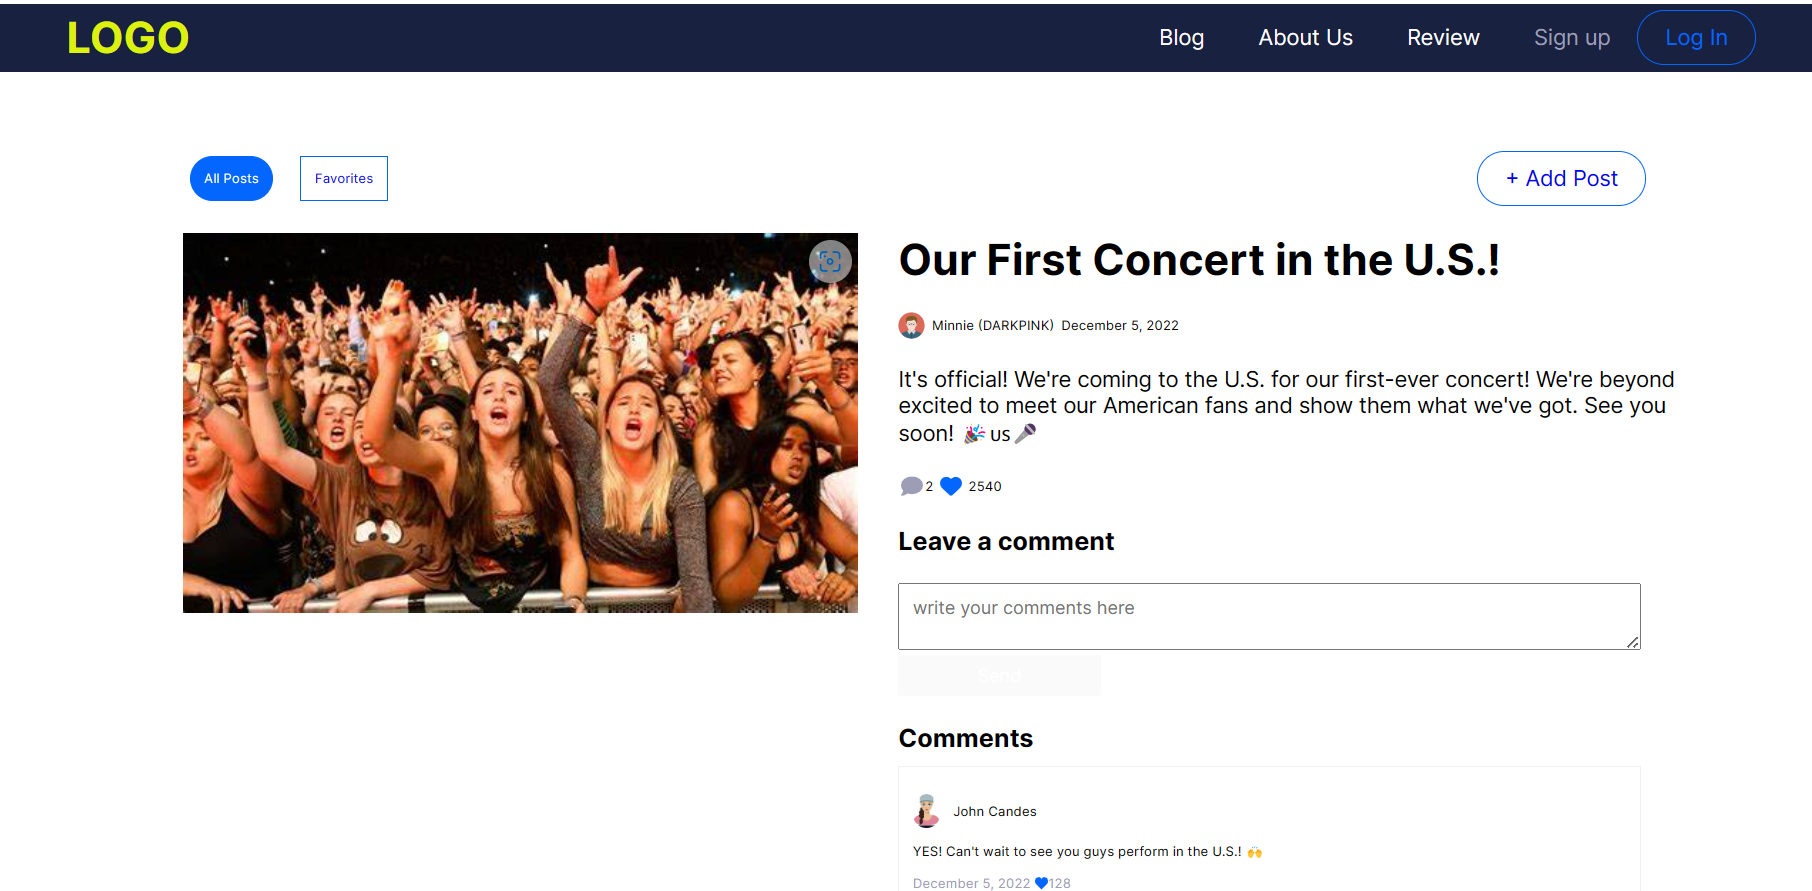 LOGO
Blog
About Us
Review
Sign up
Log In
All Posts
Favorites
+ Add Post
Our First Concert in the U.S.!
Minnie (DARKPINK) December 5, 2022
It's official! We're coming to the U.S. for our first-ever concert! We're beyond
excited to meet our American fans and show them what we've got. See you
soon! 🎉 US 🎤
2 2540
Leave a comment
write your comments here
Send
Comments
John Candes
YES! Can't wait to see you guys perform in the U.S.! 🙌
December 5, 2022 💙128